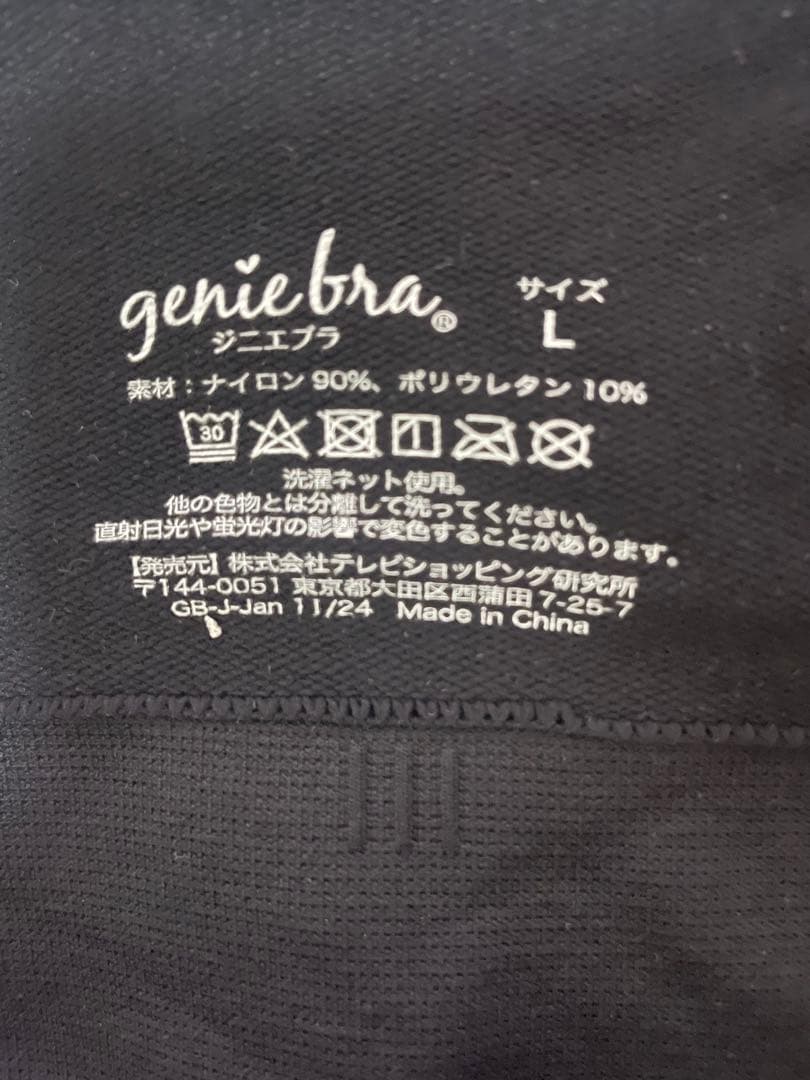 genie bra®
ジニエブラ
サイズ
L
素材：ナイロン 90%、ポリウレタン 10%
30
洗濯ネット使用。
他の色物とは分離して洗ってください。
直射日光や蛍光灯の影響で変色することがあります。
【発売元】株式会社テレビショッピング研究所
〒144-0051 東京都大田区西蒲田 7-25-7
GB-J-Jan 11/24 Made in China